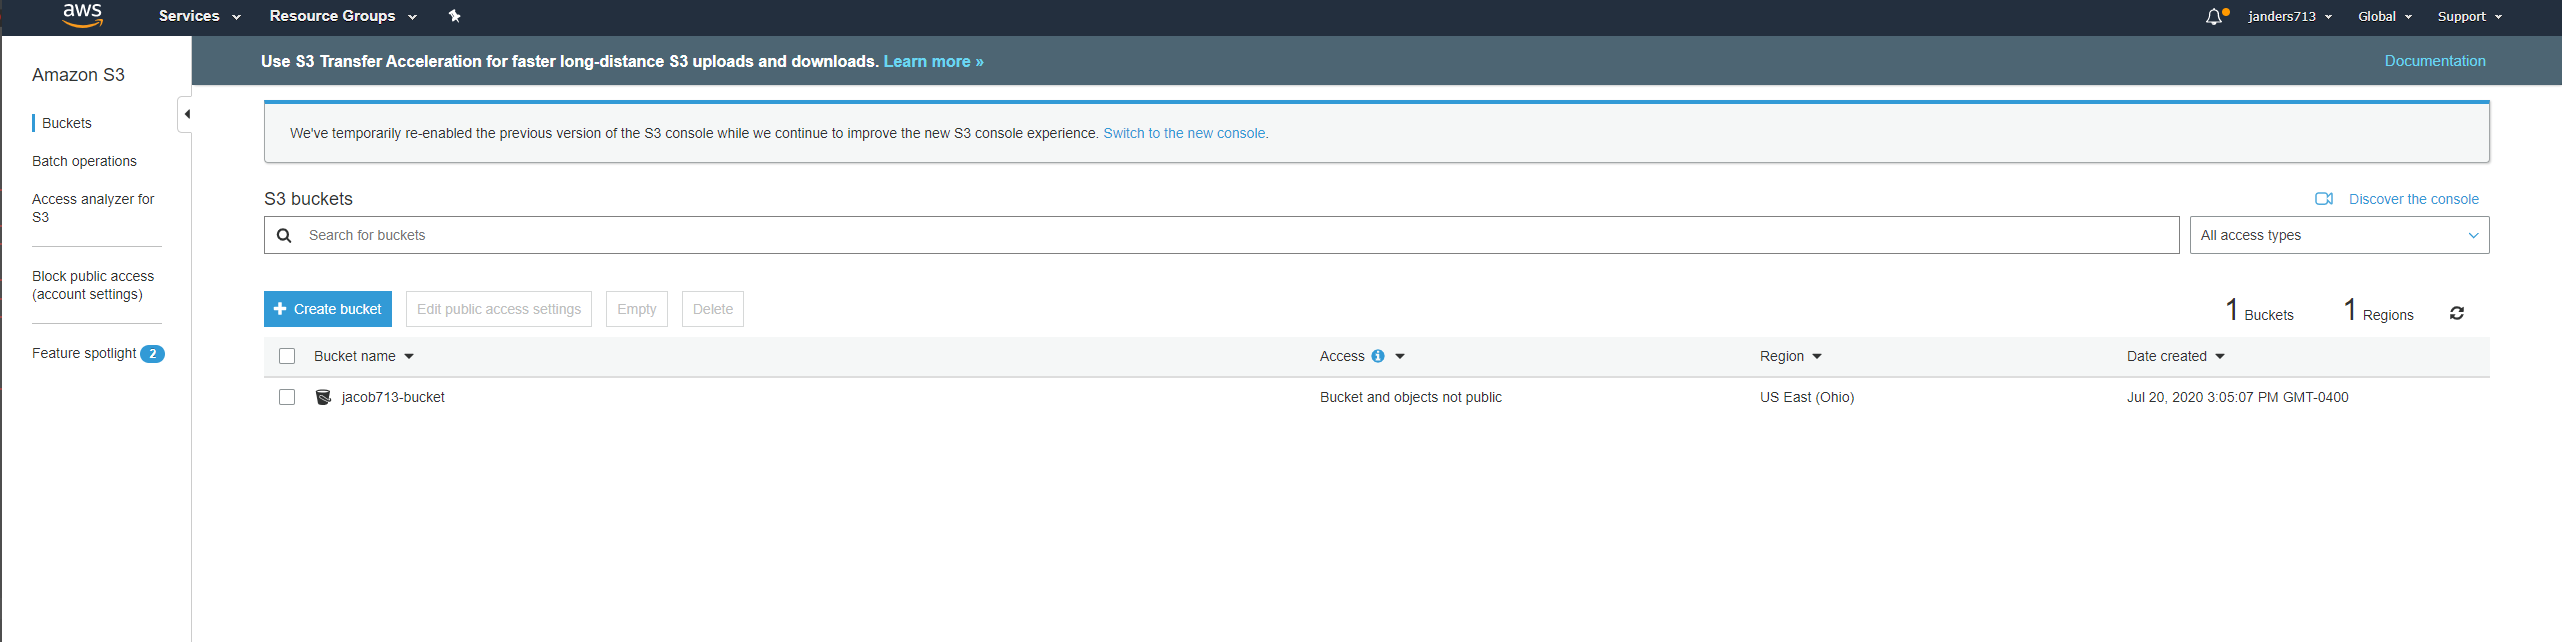 aws Services Resource Groups janders713 Global Support
Amazon S3
Use S3 Transfer Acceleration for faster long-distance S3 uploads and downloads. Learn more »
Documentation
Buckets
Batch operations
Access analyzer for
S3
Block public access
(account settings)
Feature spotlight 2
We've temporarily re-enabled the previous version of the S3 console while we continue to improve the new S3 console experience. Switch to the new console.
S3 buckets
Discover the console
Search for buckets
All access types
Create bucket Edit public access settings Empty Delete
1 Buckets 1 Regions
Bucket name Access Region Date created
jacob713-bucket Bucket and objects not public US East (Ohio) Jul 20, 2020 3:05:07 PM GMT-0400